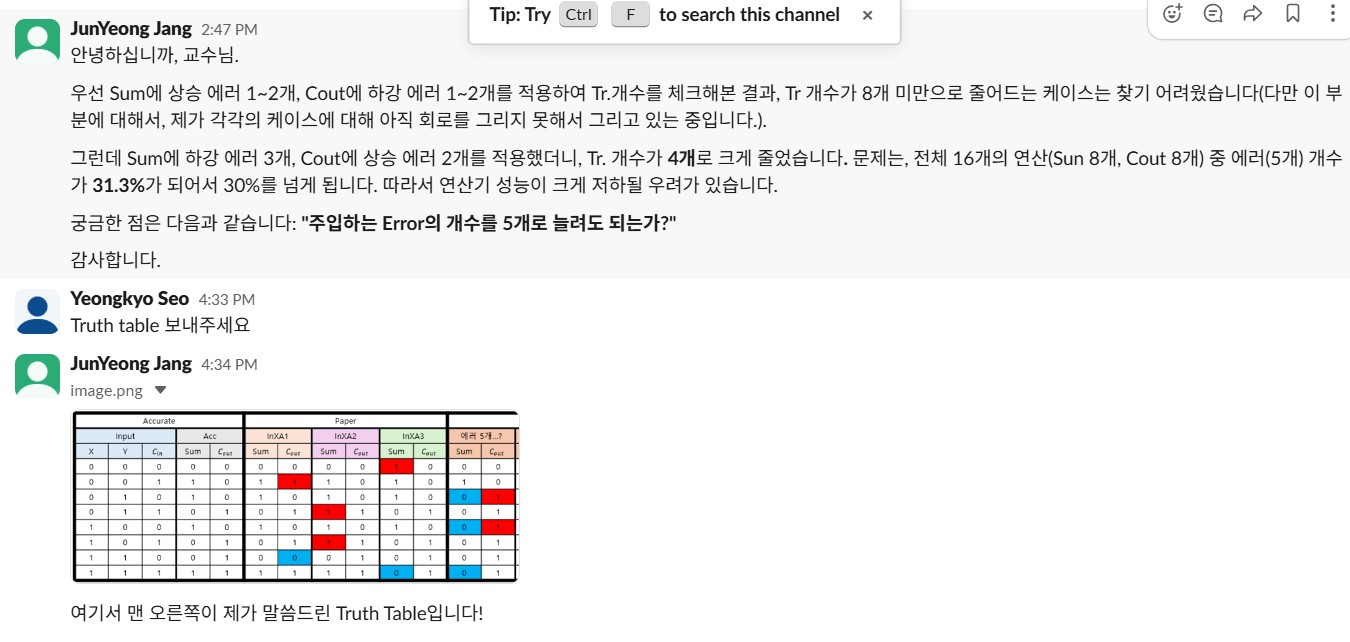 Tip: Try Ctrl F to search this channel ×
JunYeong Jang 2:47 PM
안녕하십니까, 교수님.
우선 Sum에 상승 에러 1~2개, Cout에 하강 에러 1~2개를 적용하여 Tr.개수를 체크해본 결과, Tr 개수가 8개 미만으로 줄어드는 케이스는 찾기 어려웠습니다(다만 이 부
분에 대해서, 제가 각각의 케이스에 대해 아직 회로를 그리지 못해서 그리고 있는 중입니다.).
그런데 Sum에 하강 에러 3개, Cout에 상승 에러 2개를 적용했더니, Tr. 개수가 4개로 크게 줄었습니다. 문제는, 전체 16개의 연산(Sun 8개, Cout 8개) 중 에러(5개) 개수
가 31.3%가 되어서 30%를 넘게 됩니다. 따라서 연산기 성능이 크게 저하될 우려가 있습니다.
궁금한 점은 다음과 같습니다: "주입하는 Error의 개수를 5개로 늘려도 되는가?"
감사합니다.
Yeongkyo Seo 4:33 PM
Truth table 보내주세요
JunYeong Jang 4:34 PM
image.png
Accurate Paper
Input Acc InXA1 InXA2 InXA3 에러 5개...?
X Y Cin Sum Cout Sum Cout Sum Cout Sum Cout Sum Cout
0 0 0 0 0 0 0 0 0 1 0 0 0
0 0 1 1 0 1 1 1 0 1 0 1 0
0 1 0 1 0 1 0 1 0 1 0 0 1
0 1 1 0 1 0 1 1 1 0 1 0 1
1 0 0 1 0 1 0 1 0 1 0 0 1
1 0 1 0 1 0 1 1 1 0 1 0 1
1 1 0 0 1 0 0 0 1 0 1 0 1
1 1 1 1 1 1 1 1 1 0 1 0 1
여기서 맨 오른쪽이 제가 말씀드린 Truth Table입니다!